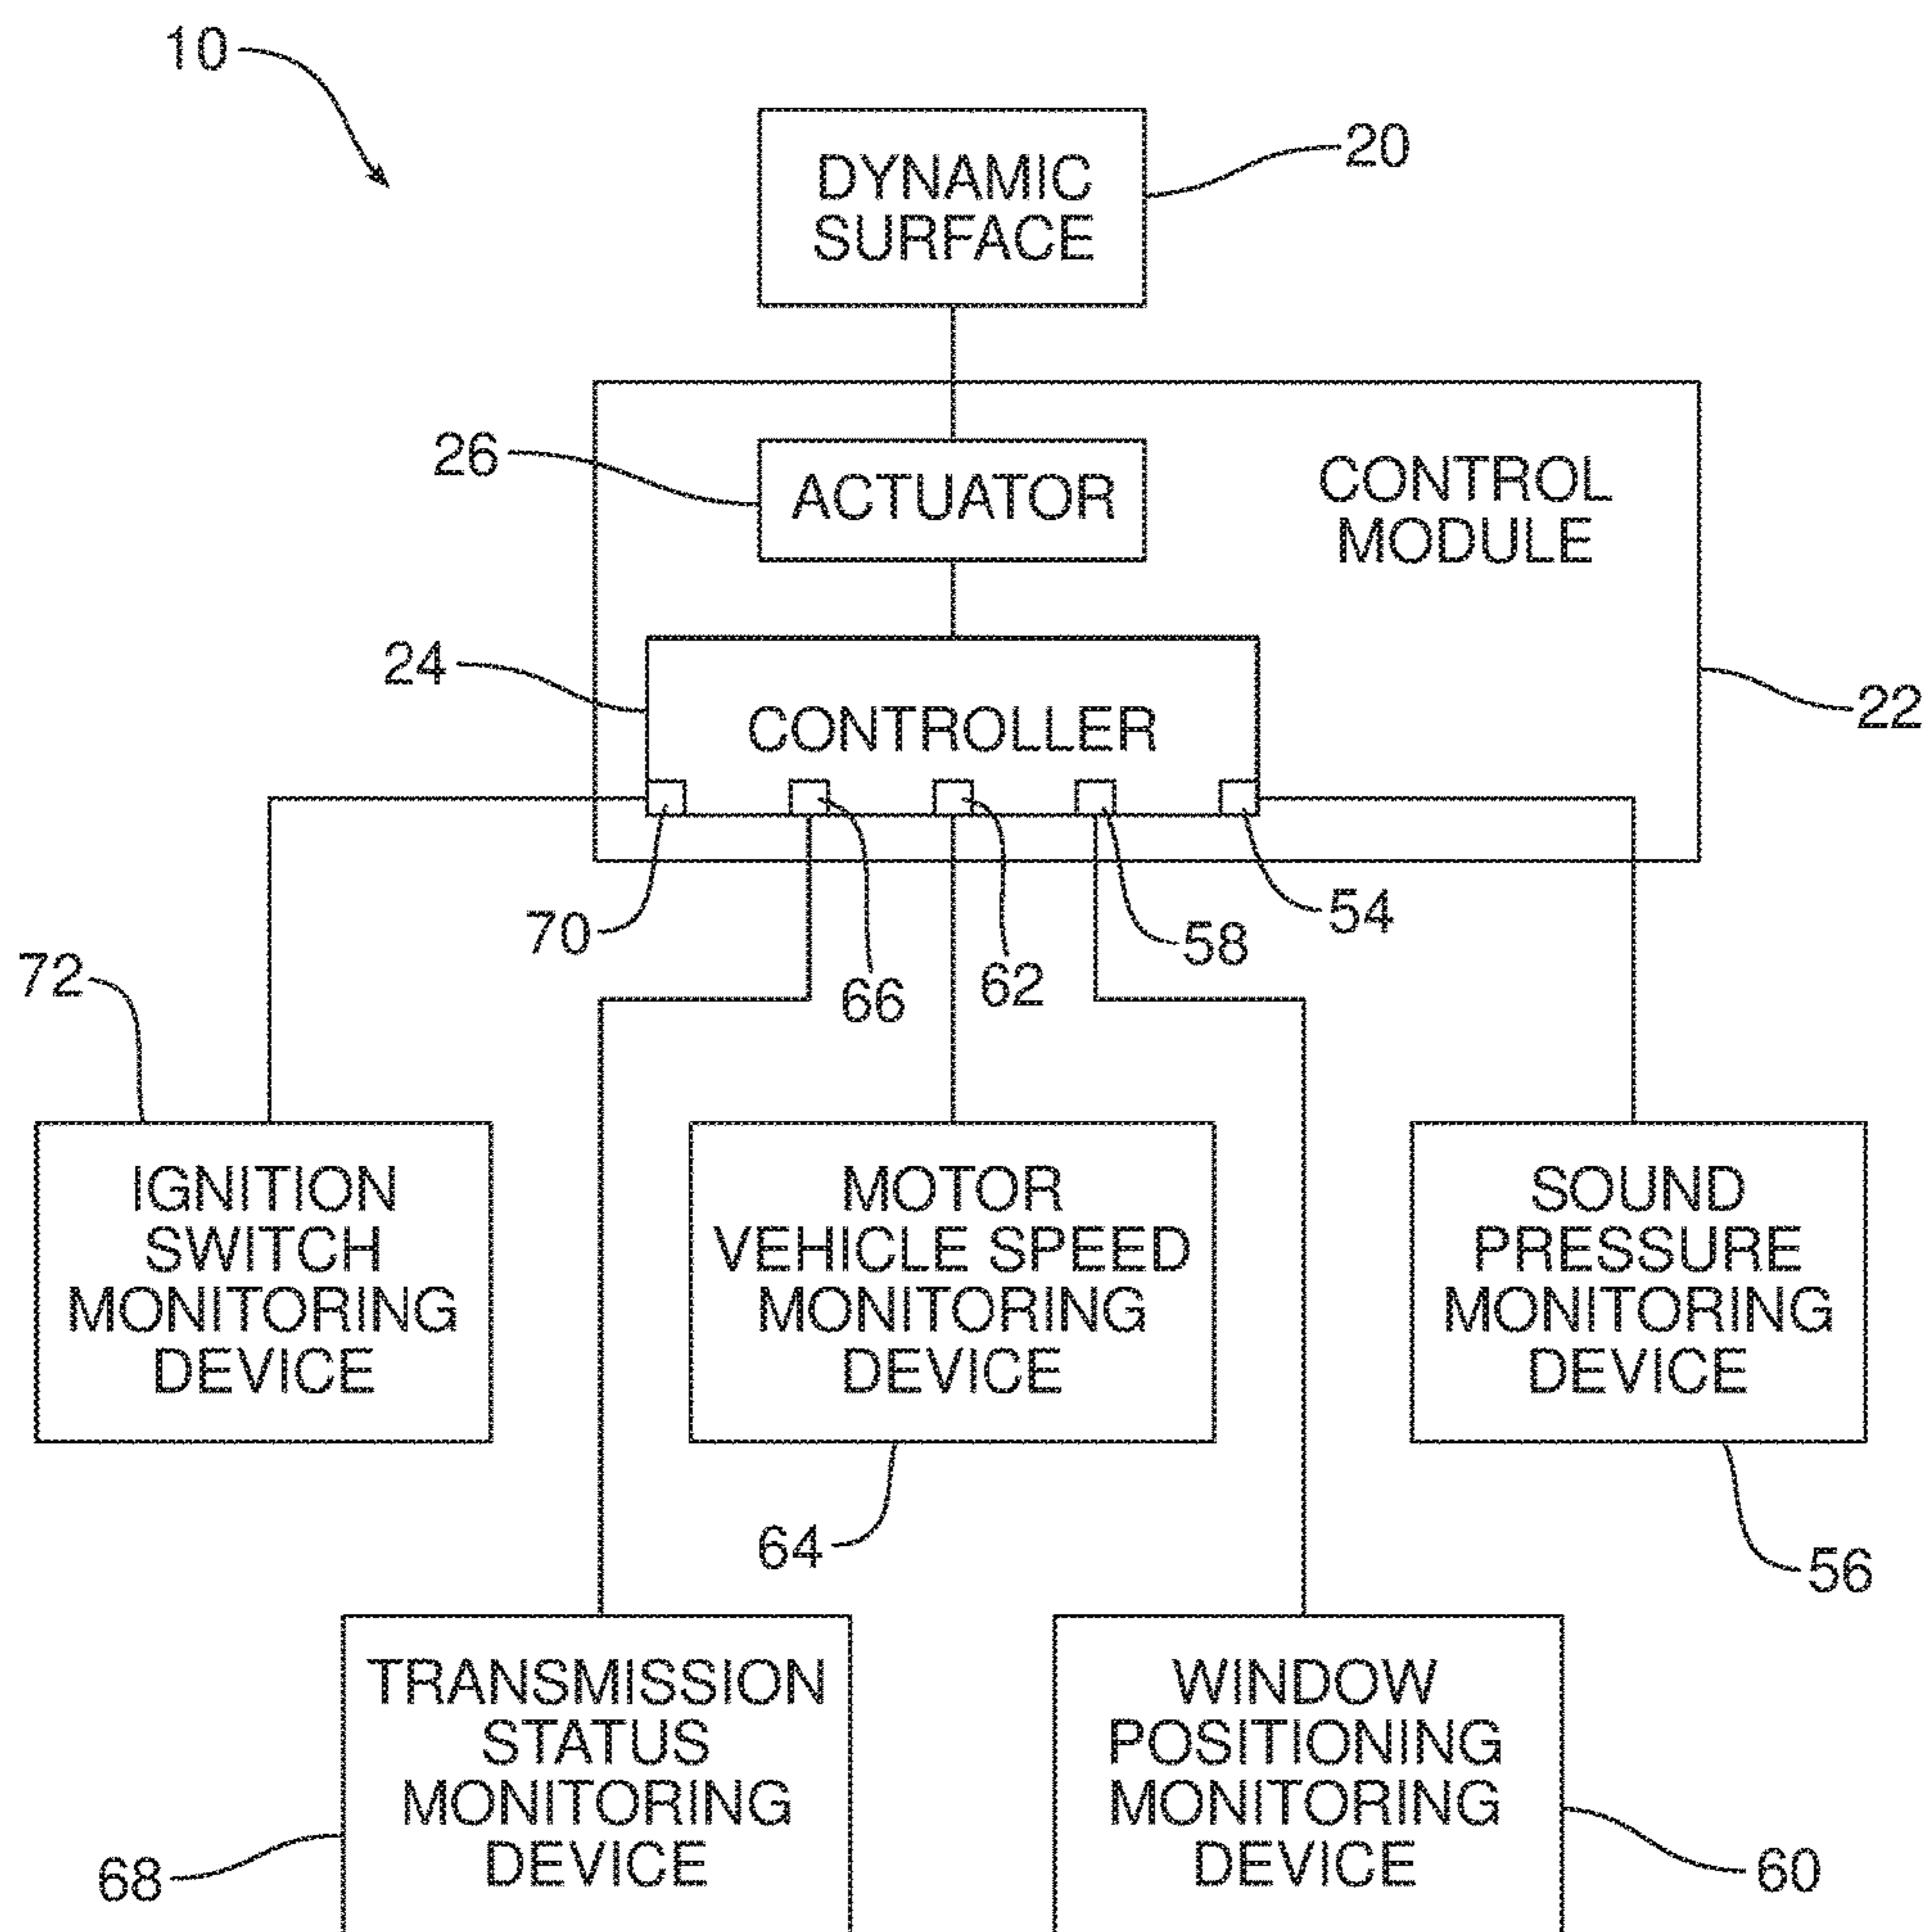 10
DYNAMIC
SURFACE
20
26
ACTUATOR
CONTROL
MODULE
24
CONTROLLER
22
70
66
62
58
54
72
IGNITION
SWITCH
MONITORING
DEVICE
MOTOR
VEHICLE SPEED
MONITORING
DEVICE
SOUND
PRESSURE
MONITORING
DEVICE
64
56
TRANSMISSION
STATUS
MONITORING
DEVICE
WINDOW
POSITIONING
MONITORING
DEVICE
68
60